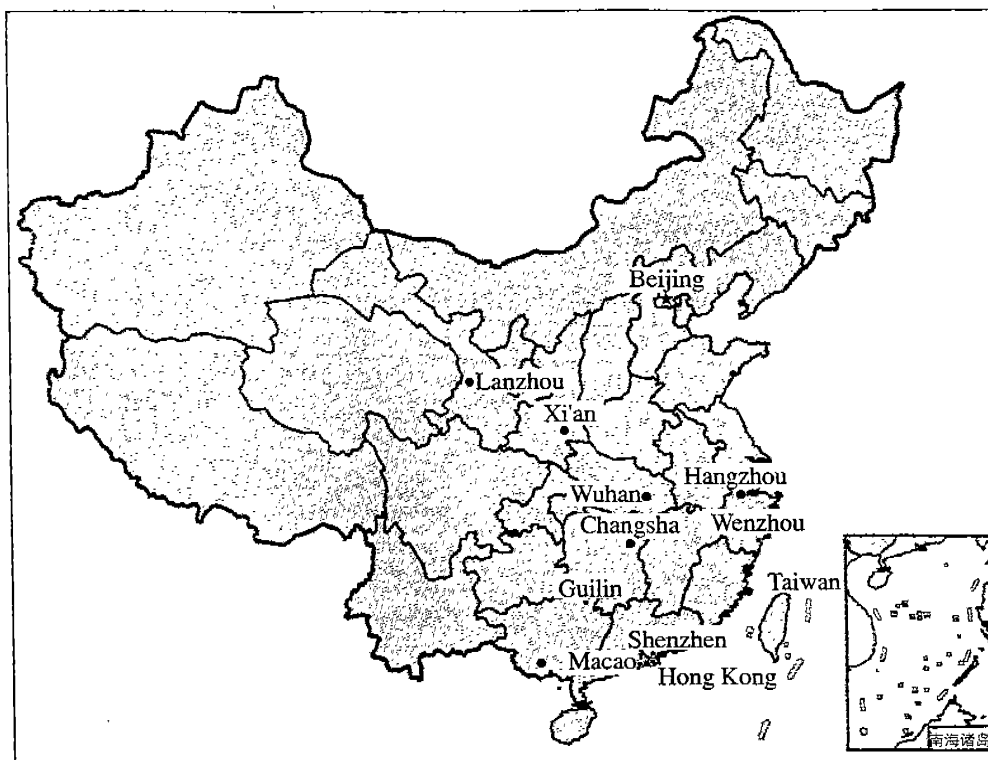 Beijing
Lanzhou
Xi'an
Hangzhou
Wuhan
Changsha
Wenzhou
Guilin
Taiwan
Shenzhen
Macao
Hong Kong
南海诸岛